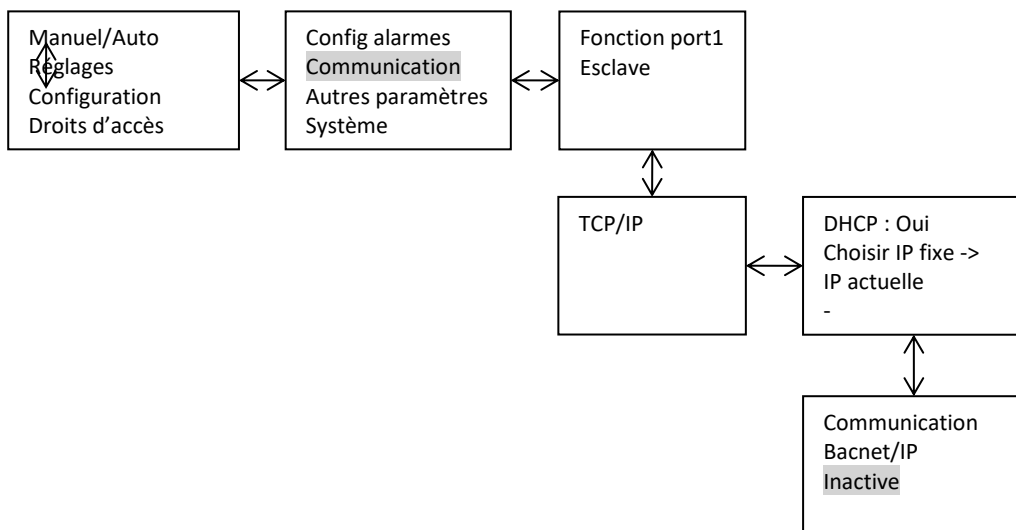 Manuel/Auto
Réglages
Configuration
Droits d'accès
Config alarmes
Communication
Autres paramètres
Système
Fonction port1
Esclave
TCP/IP
DHCP : Oui
Choisir IP fixe ->
IP actuelle
-
Communication
Bacnet/IP
Inactive